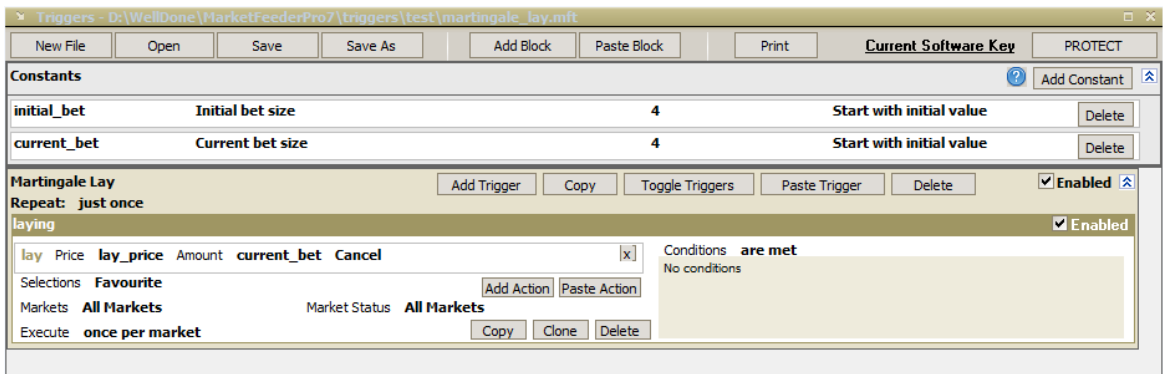 Triggers - D:\WellDone\MarketFeederPro7\triggers\test\martingale_lay.mft
New File Open Save Save As Add Block Paste Block Print Current Software Key PROTECT
Constants ? Add Constant
initial_bet Initial bet size 4 Start with initial value Delete
current_bet Current bet size 4 Start with initial value Delete
Martingale Lay Add Trigger Copy Toggle Triggers Paste Trigger Delete Enabled
Repeat: just once
laying Enabled
lay Price lay_price Amount current_bet Cancel x Conditions are met
No conditions
Selections Favourite Add Action Paste Action
Markets All Markets Market Status All Markets
Execute once per market Copy Clone Delete